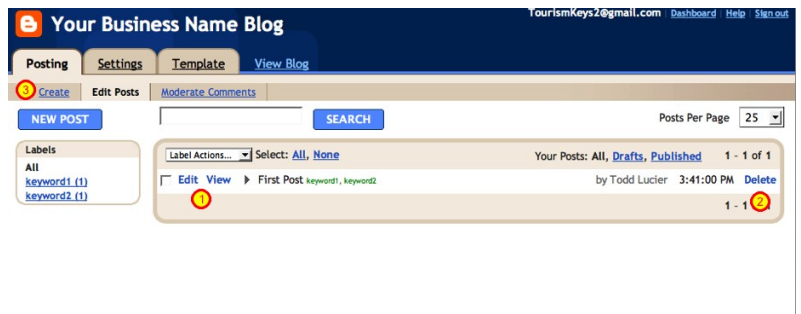 Your Business Name Blog
TourismKeys2@gmail.com | Dashboard | Help | Sign out
Posting Settings Template View Blog
3 Create Edit Posts Moderate Comments
NEW POST SEARCH Posts Per Page 25
Labels
All
keyword1 (1)
keyword2 (1)
Label Actions... Select: All, None Your Posts: All, Drafts, Published 1 - 1 of 1
Edit View First Post keyword1, keyword2 by Todd Lucier 3:41:00 PM Delete
1 2
1 - 1